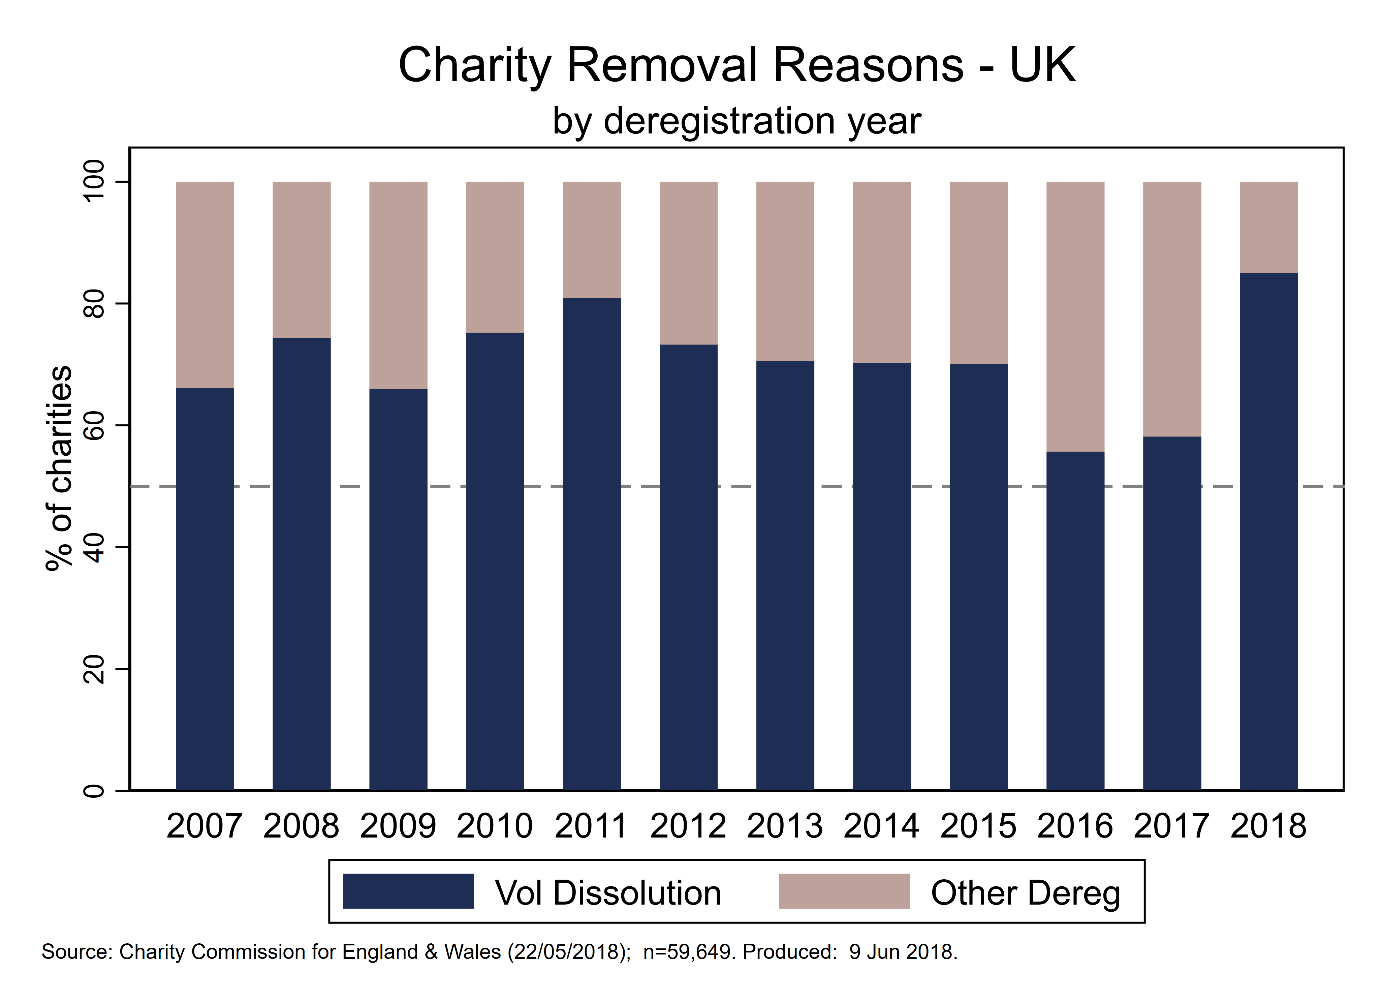 Charity Removal Reasons - UK
by deregistration year
% of charities
100
80
60
40
20
0
2007 2008 2009 2010 2011 2012 2013 2014 2015 2016 2017 2018
Vol Dissolution Other Dereg
Source: Charity Commission for England & Wales (22/05/2018);  n=59,649. Produced:  9 Jun 2018.